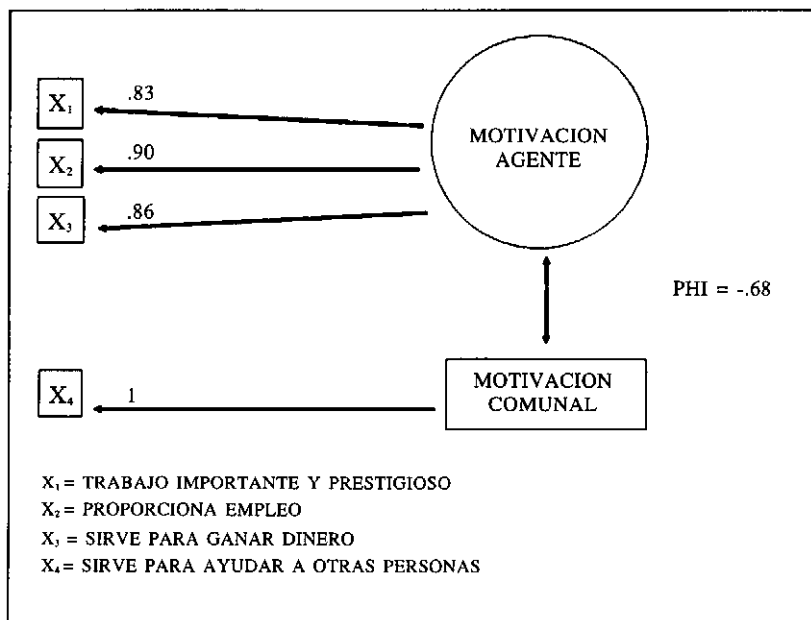 .83
X₁
MOTIVACION
AGENTE
.90
X₂
.86
X₃
PHI = -.68
MOTIVACION
COMUNAL
1
X₄
X₁= TRABAJO IMPORTANTE Y PRESTIGIOSO
X₂= PROPORCIONA EMPLEO
X₃ = SIRVE PARA GANAR DINERO
X₄= SIRVE PARA AYUDAR A OTRAS PERSONAS